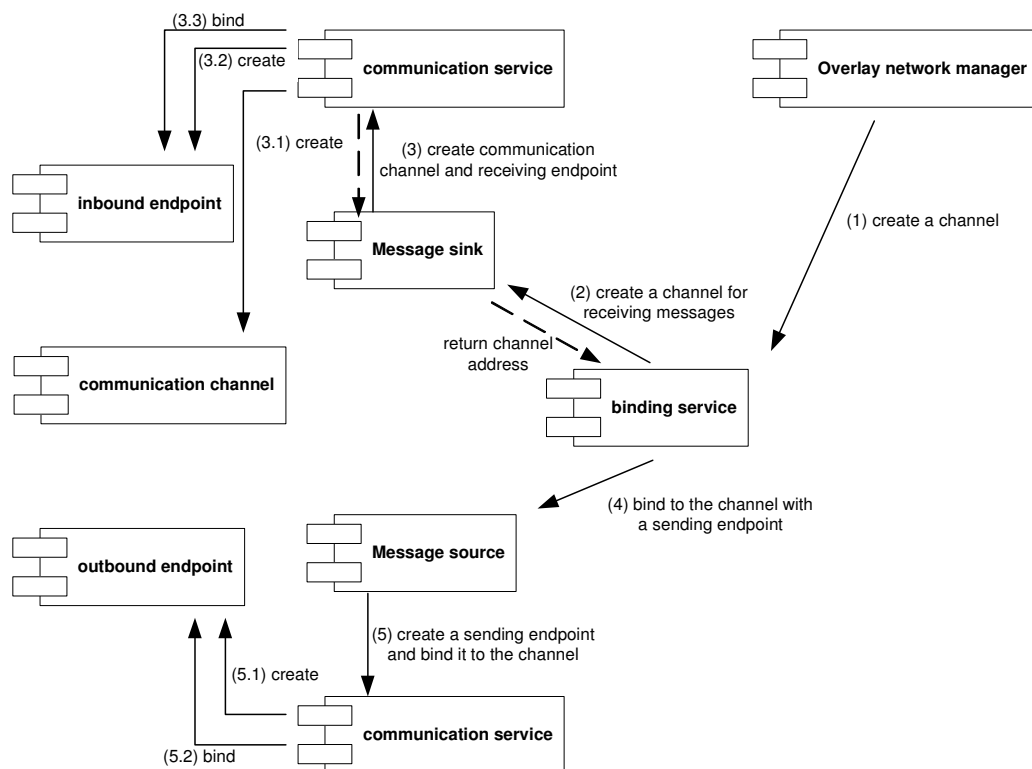 (3.3) bind
(3.2) create
communication service
Overlay network manager
(3.1) create
(3) create communication
channel and receiving endpoint
inbound endpoint
Message sink
(1) create a channel
(2) create a channel for
receiving messages
return channel
address
communication channel
binding service
(4) bind to the channel with
a sending endpoint
Message source
outbound endpoint
(5) create a sending endpoint
and bind it to the channel
(5.1) create
communication service
(5.2) bind